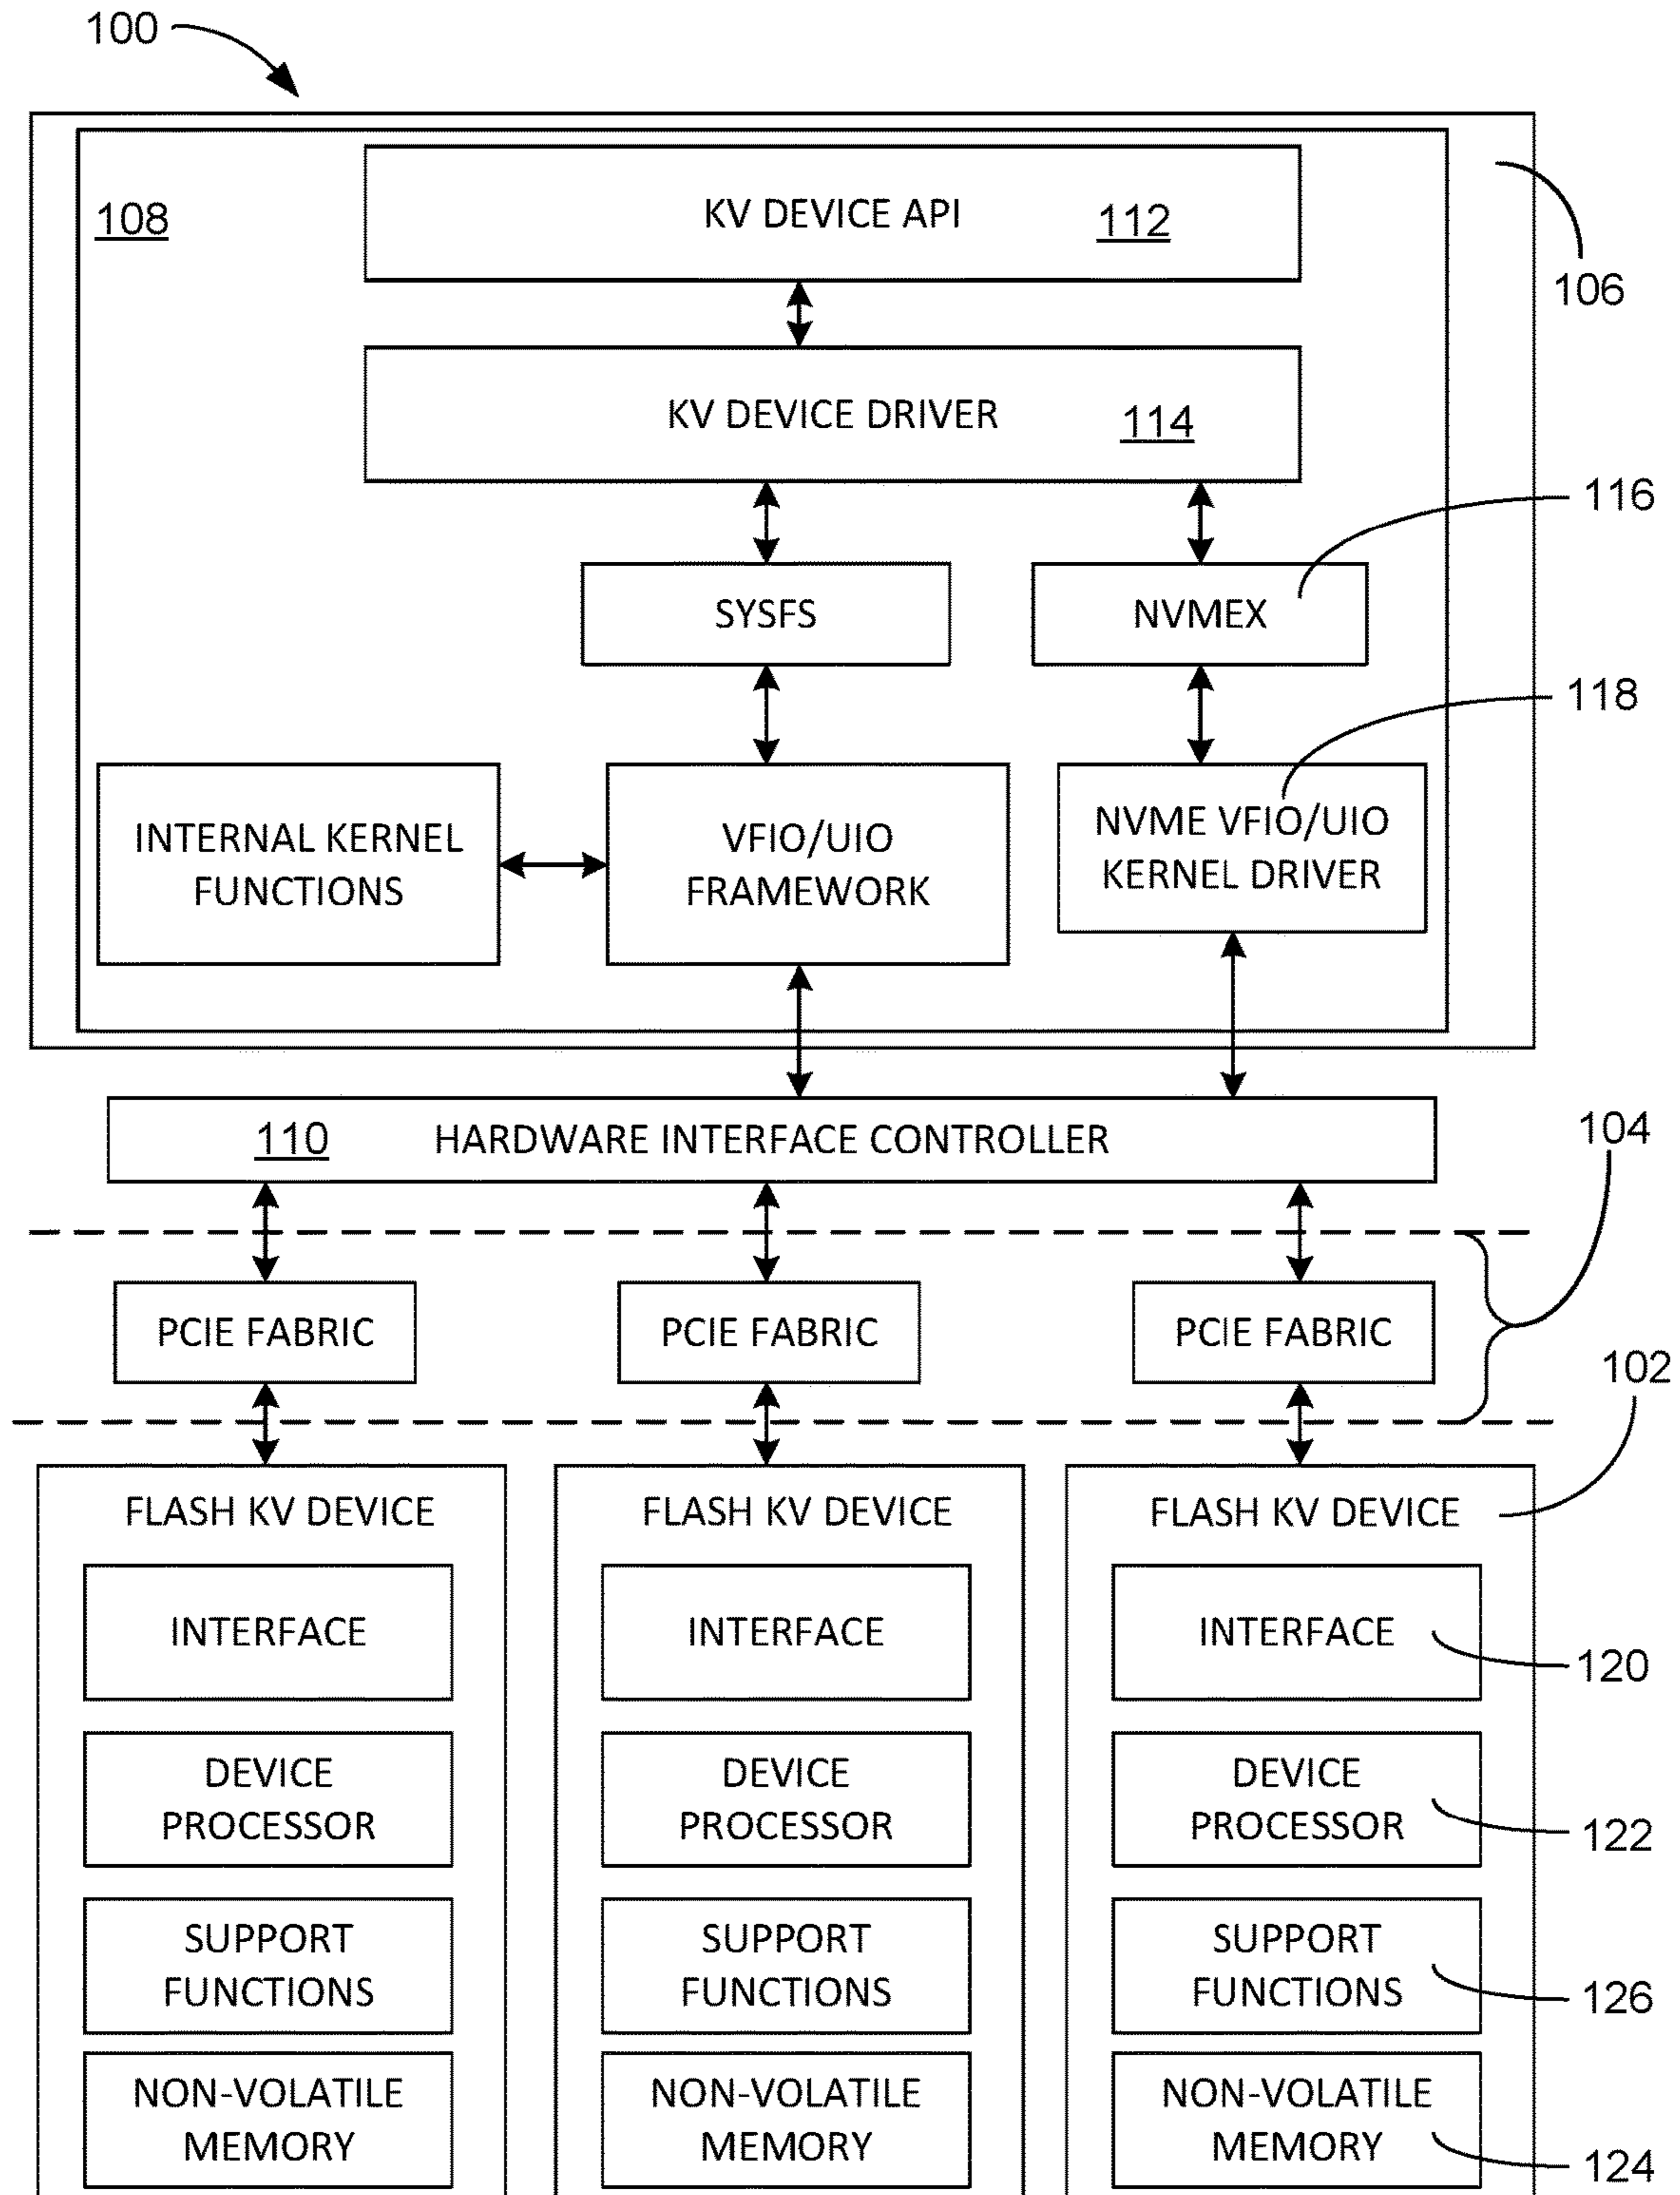 100
108
KV DEVICE API 112
106
KV DEVICE DRIVER 114
116
SYSFS
NVMEX
118
INTERNAL KERNEL
FUNCTIONS
VFIO/UIO
FRAMEWORK
NVME VFIO/UIO
KERNEL DRIVER
110 HARDWARE INTERFACE CONTROLLER
104
PCIE FABRIC
PCIE FABRIC
PCIE FABRIC
102
FLASH KV DEVICE
INTERFACE
DEVICE
PROCESSOR
SUPPORT
FUNCTIONS
NON-VOLATILE
MEMORY
FLASH KV DEVICE
INTERFACE
DEVICE
PROCESSOR
SUPPORT
FUNCTIONS
NON-VOLATILE
MEMORY
FLASH KV DEVICE
INTERFACE
120
DEVICE
PROCESSOR
122
SUPPORT
FUNCTIONS
126
NON-VOLATILE
MEMORY
124